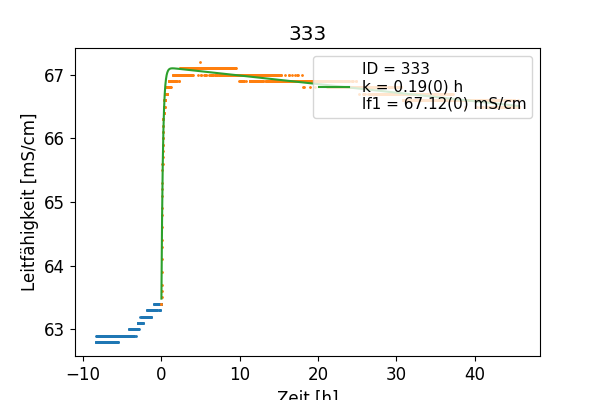 333
Leitfähigkeit [mS/cm]
67
66
65
64
63
ID = 333
k = 0.19(0) h
lf1 = 67.12(0) mS/cm
−10 0 10 20 30 40
Zeit [h]